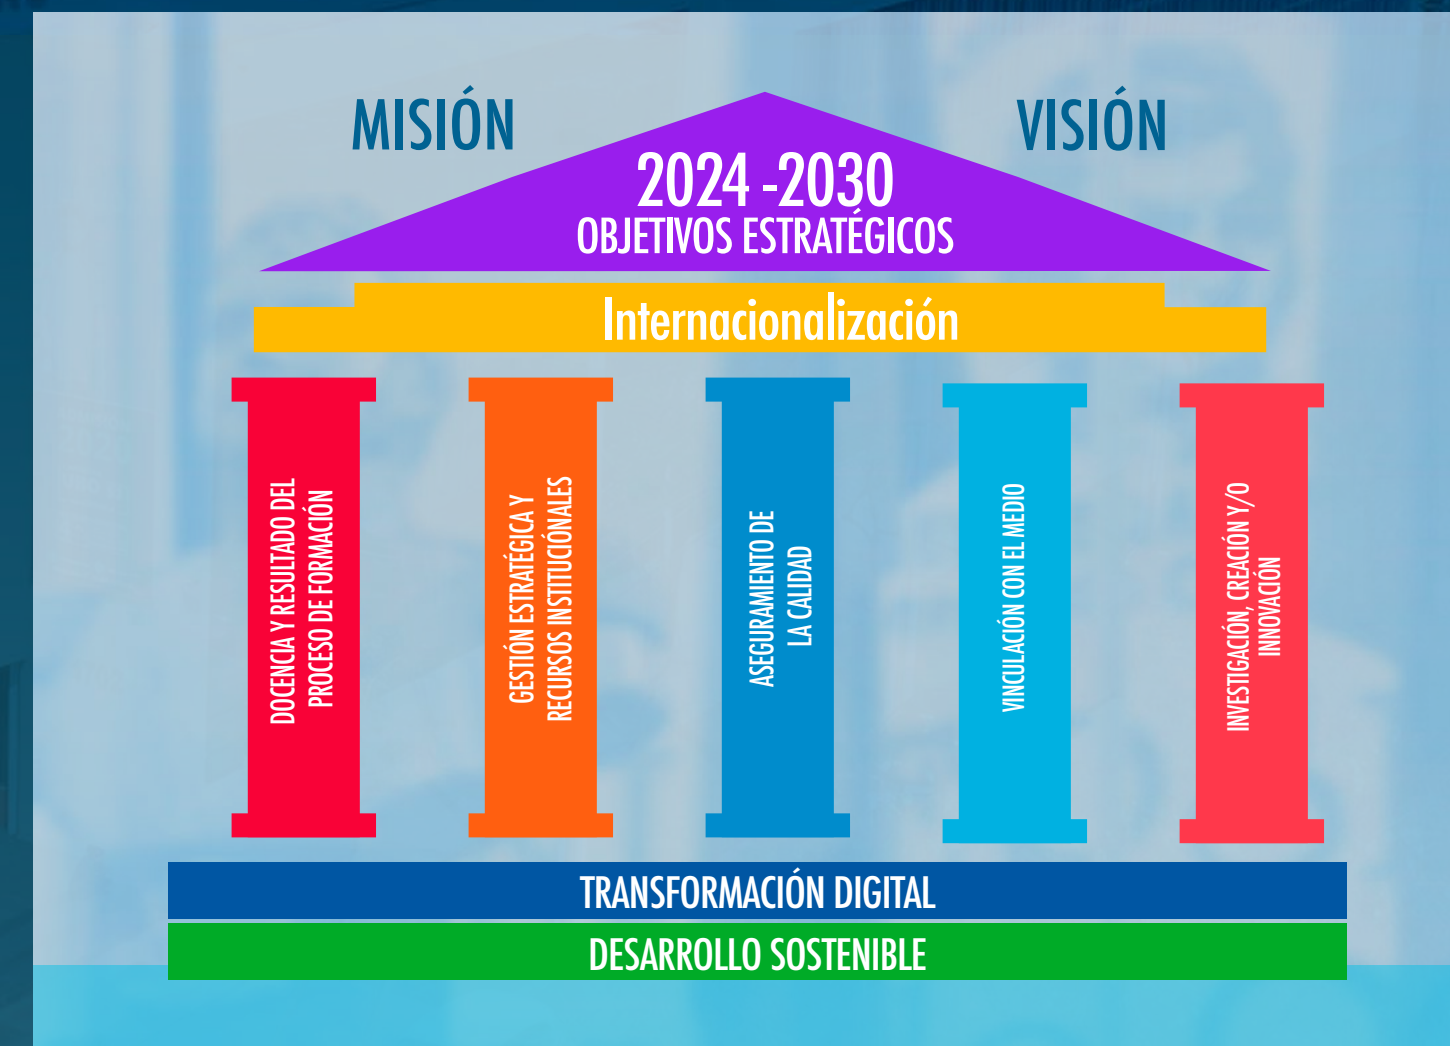 MISIÓN
VISIÓN
2024 -2030
OBJETIVOS ESTRATÉGICOS
Internacionalización
DOCENCIA Y RESULTADO DEL
PROCESO DE FORMACIÓN
GESTIÓN ESTRATÉGICA Y
RECURSOS INSTITUCIÓNALES
ASEGURAMIENTO DE
LA CALIDAD
VINCULACIÓN CON EL MEDIO
INVESTIGACIÓN, CREACIÓN Y/O
INNOVACIÓN
TRANSFORMACIÓN DIGITAL
DESARROLLO SOSTENIBLE